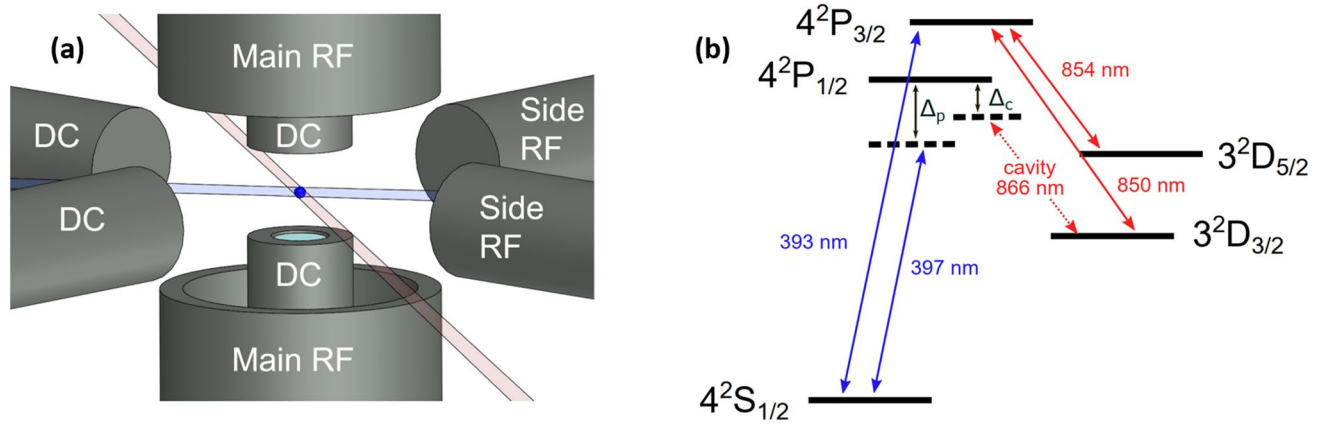 (a)
Main RF
DC
Side
RF
DC
DC
Side
RF
DC
Main RF
(b)
4²P₃/₂
4²P₁/₂
854 nm
Δc
Δp
3²D₅/₂
cavity
866 nm
850 nm
3²D₃/₂
393 nm
397 nm
4²S₁/₂